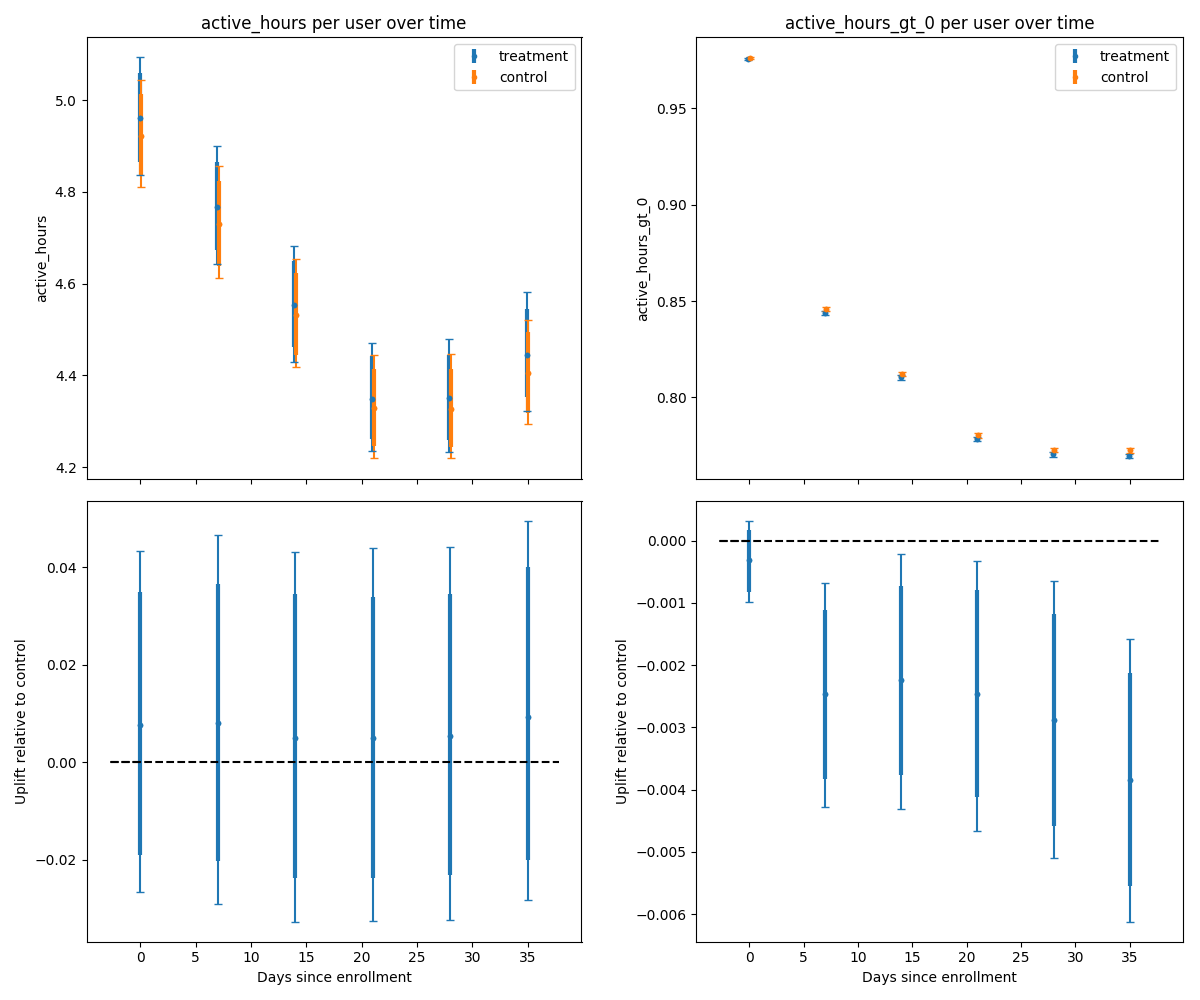 active_hours per user over time
active_hours_gt_0 per user over time
treatment
control
treatment
control
active_hours
5.0
4.8
4.6
4.4
4.2
active_hours_gt_0
0.95
0.90
0.85
0.80
Uplift relative to control
0.04
0.02
0.00
−0.02
0 5 10 15 20 25 30 35
Days since enrollment
Uplift relative to control
0.000
−0.001
−0.002
−0.003
−0.004
−0.005
−0.006
0 5 10 15 20 25 30 35
Days since enrollment